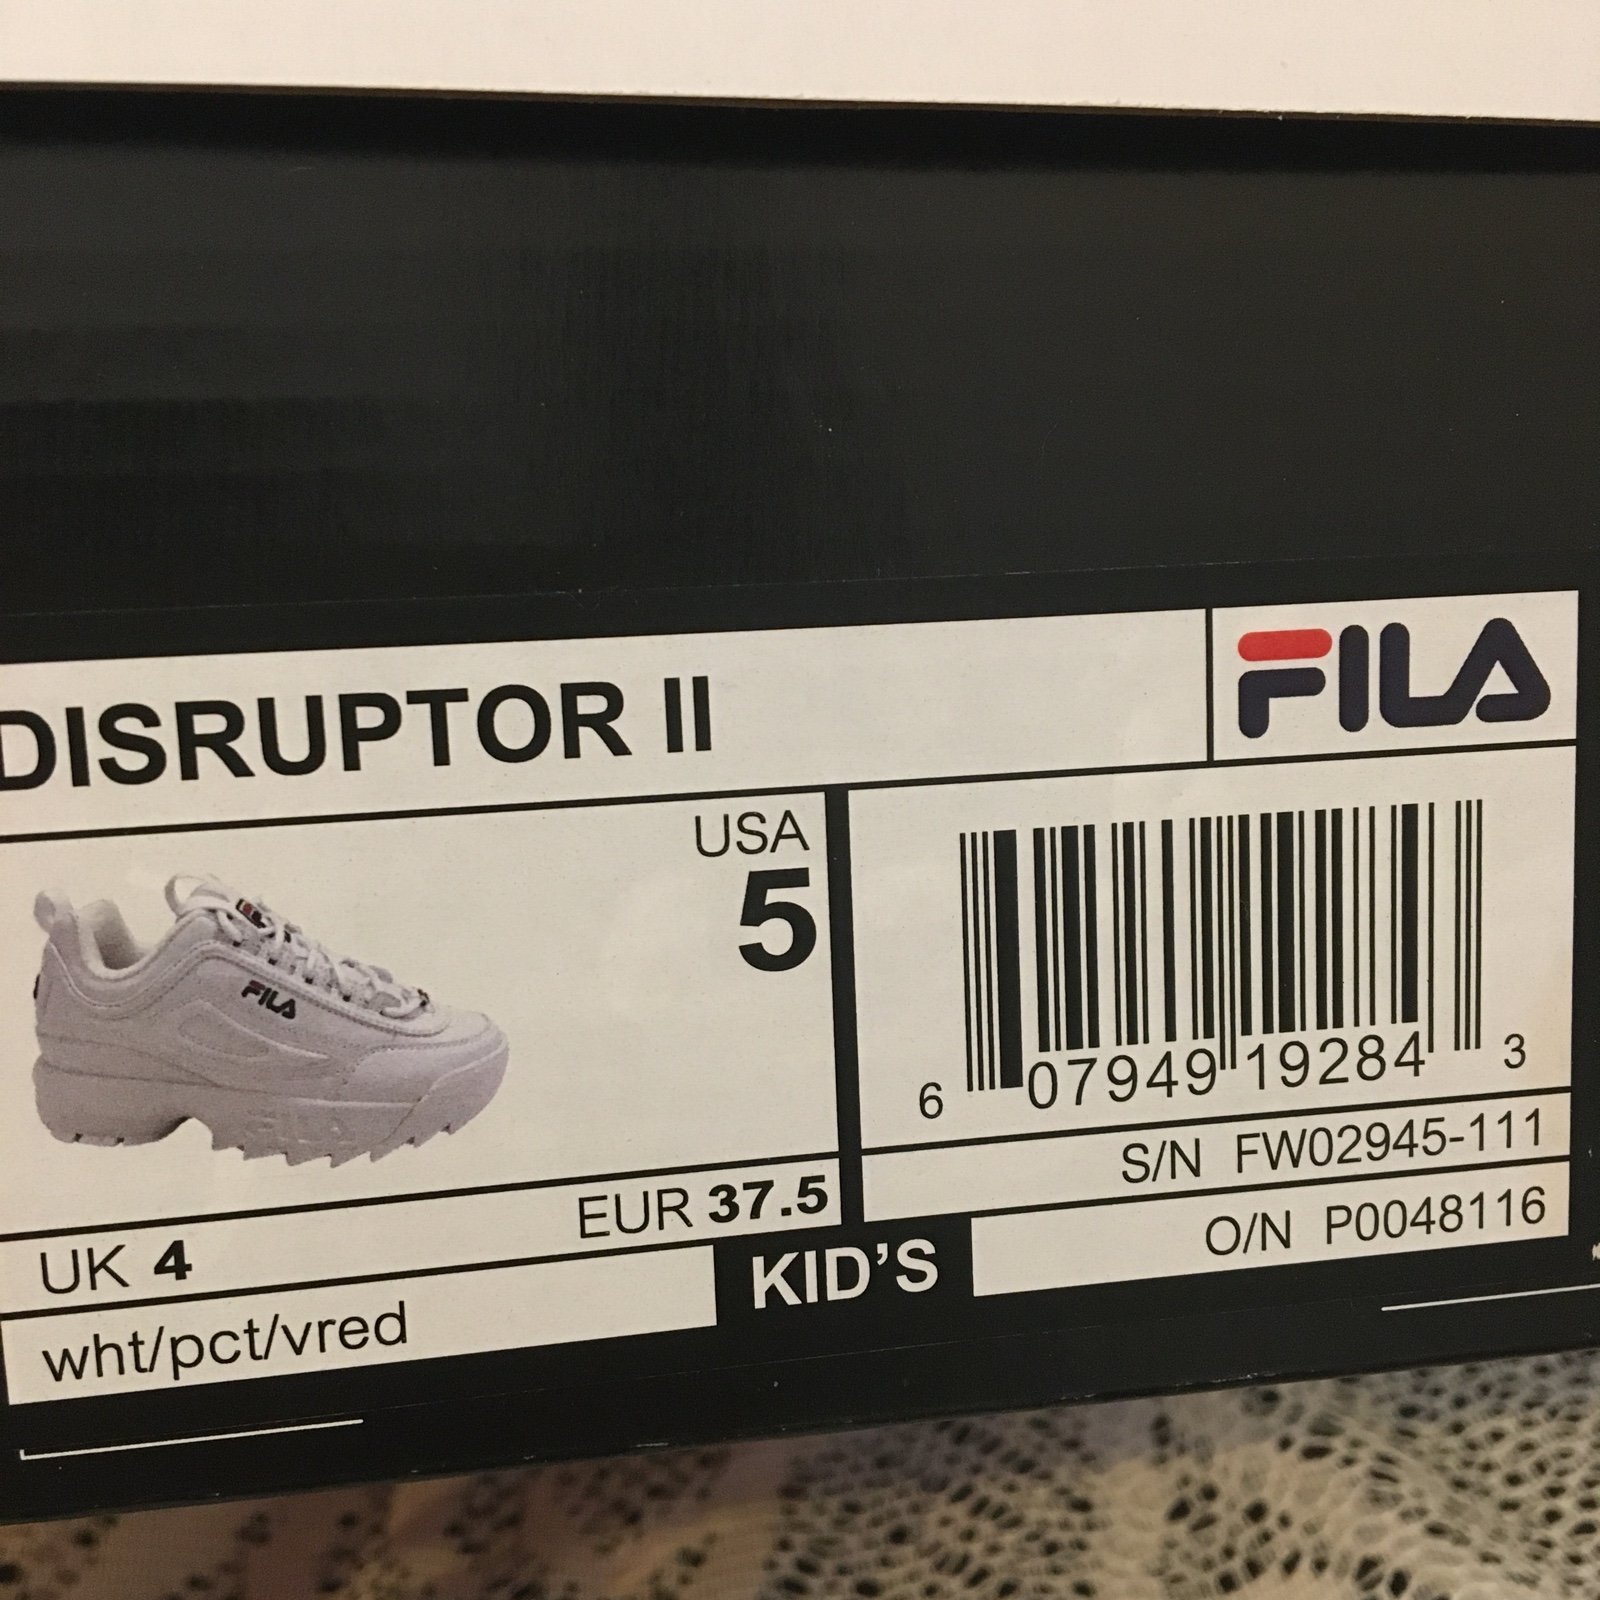 DISRUPTOR II
FILA
USA
5
FILA
6 07949 19284 3
S/N FW02945-111
EUR 37.5
O/N P0048116
UK 4
KID'S
wht/pct/vred